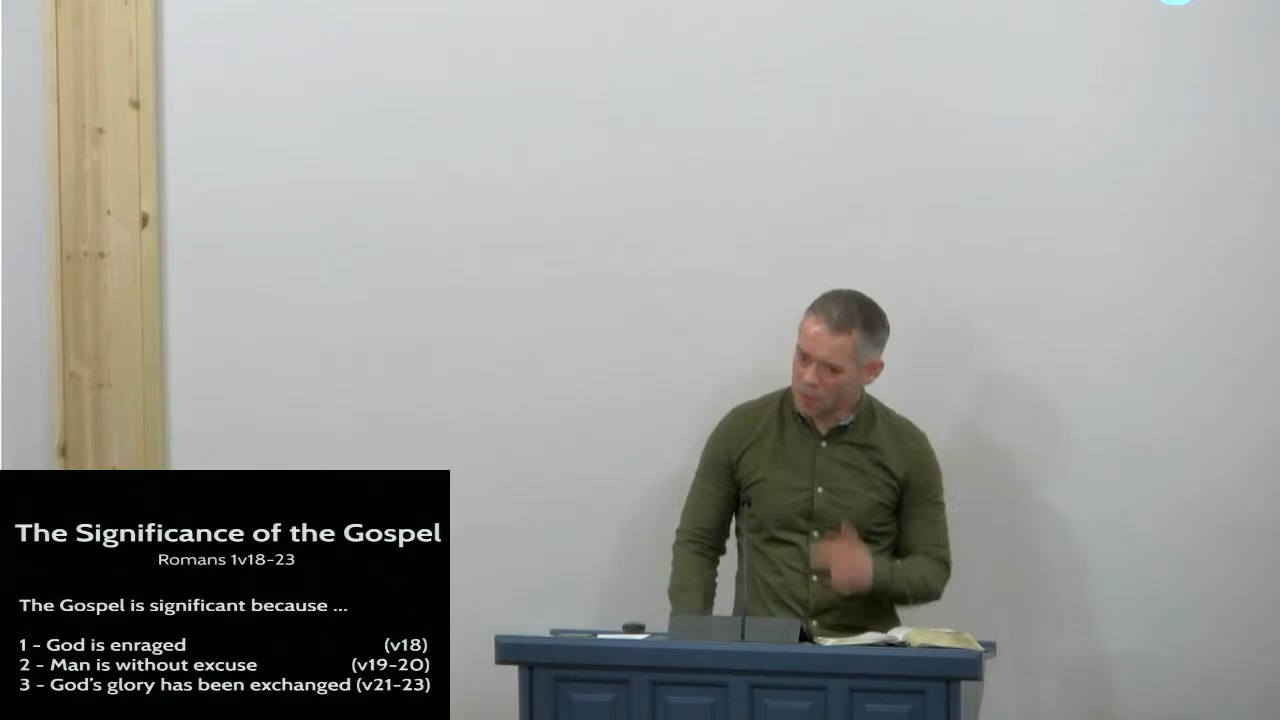 The Significance of the Gospel
Romans 1v18-23
The Gospel is significant because ...
1 - God is enraged (v18)
2 - Man is without excuse (v19-20)
3 - God's glory has been exchanged (v21-23)